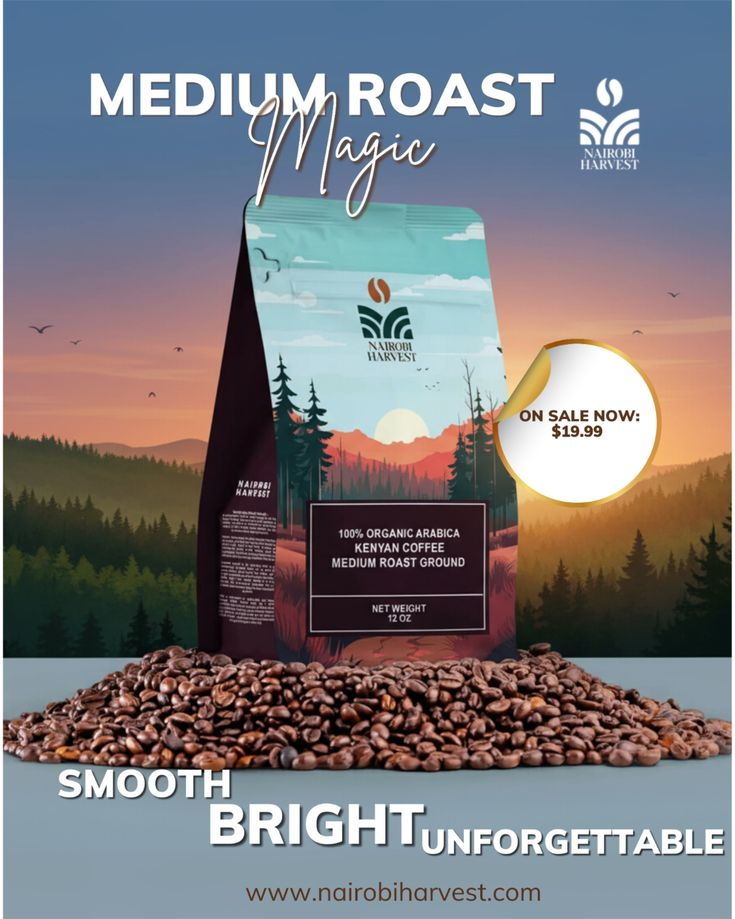 MEDIUM ROAST
Magic
NAIROBI
HARVEST
NAIROBI
HARVEST
ON SALE NOW:
$19.99
NAIROBI
HARVEST
100% ORGANIC ARABICA
KENYAN COFFEE
MEDIUM ROAST GROUND
NET WEIGHT
12 OZ
SMOOTH
BRIGHT
UNFORGETTABLE
www.nairobiharvest.com